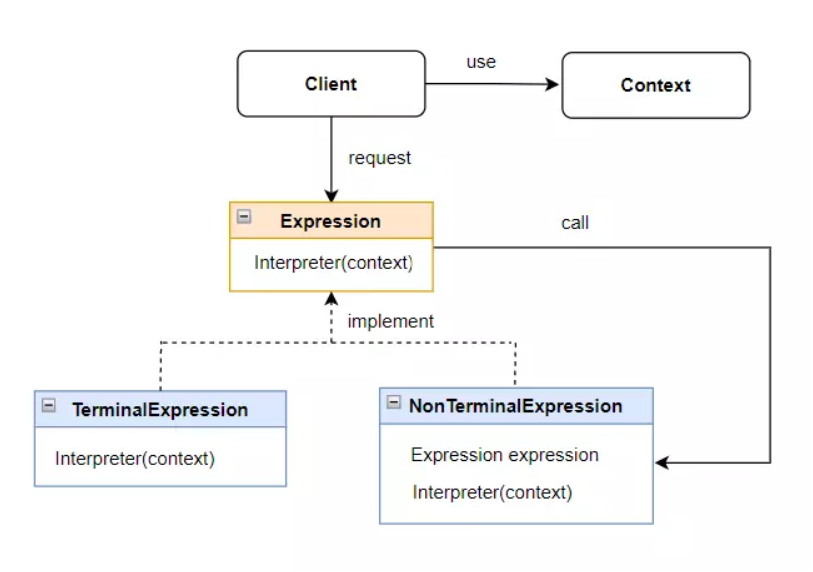 Client
use
Context
request
Expression
Interpreter(context)
call
implement
TerminalExpression
Interpreter(context)
NonTerminalExpression
Expression expression
Interpreter(context)